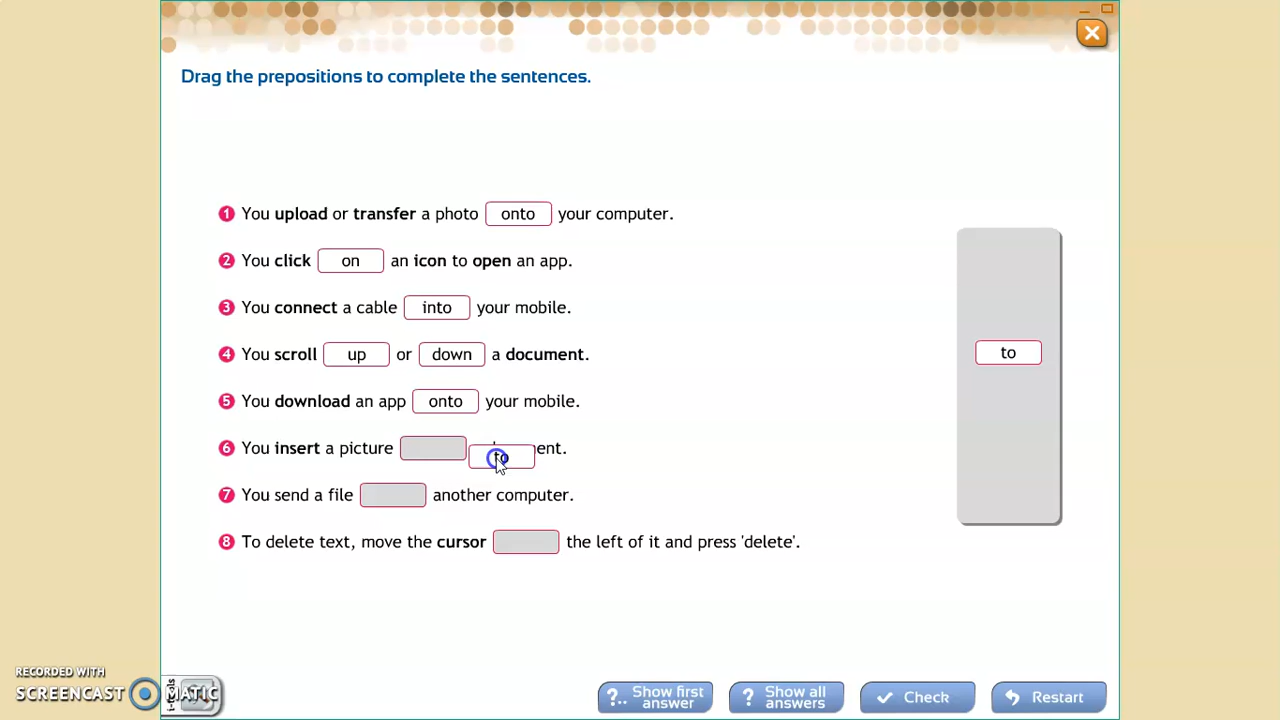 Drag the prepositions to complete the sentences.
1 You upload or transfer a photo onto your computer.
2 You click on an icon to open an app.
3 You connect a cable into your mobile.
4 You scroll up or down a document.
5 You download an app onto your mobile.
6 You insert a picture to ent.
7 You send a file another computer.
8 To delete text, move the cursor the left of it and press 'delete'.
to
RECORDED WITH
SCREENCAST MATIC
i-tools
?.. Show first answer
? Show all answers
Check
Restart